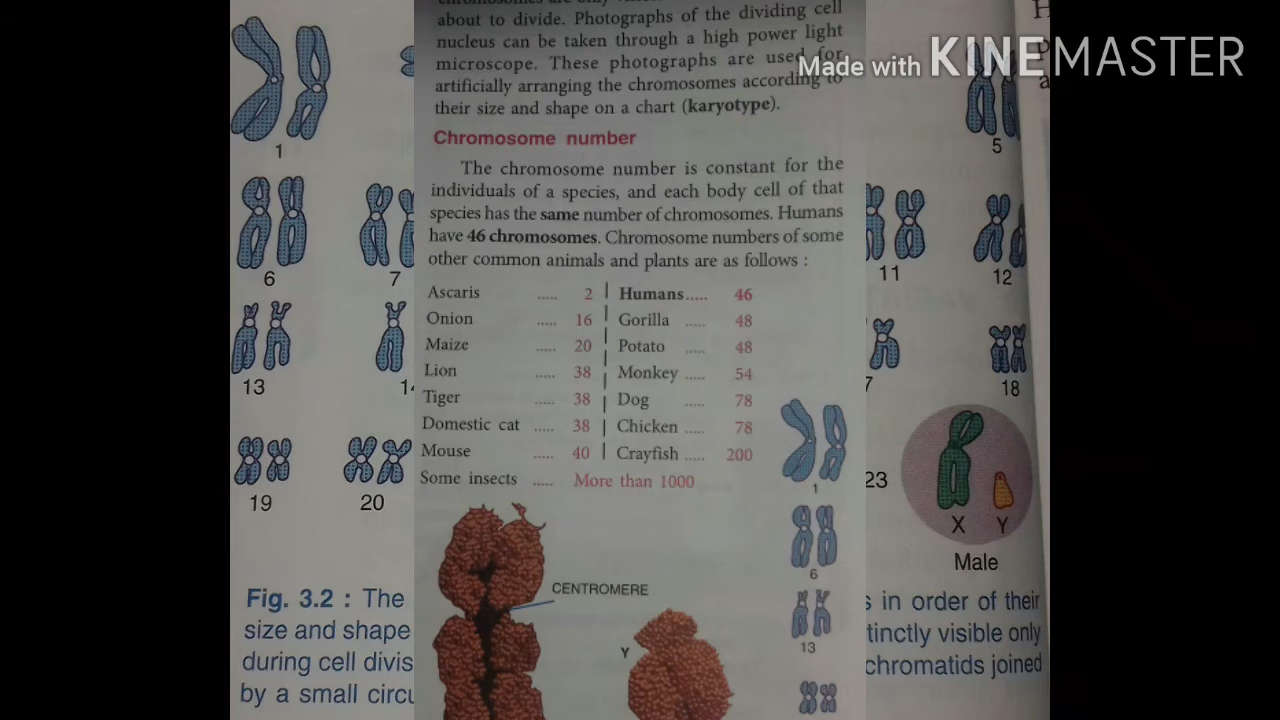 about to divide. Photographs of the dividing cell
nucleus can be taken through a high power light
microscope. These photographs are used for
artificially arranging the chromosomes according to
their size and shape on a chart (karyotype).
Chromosome number
The chromosome number is constant for the
individuals of a species, and each body cell of that
species has the same number of chromosomes. Humans
have 46 chromosomes. Chromosome numbers of some
other common animals and plants are as follows :
Ascaris ..... 2 | Humans..... 46
Onion ..... 16 | Gorilla ..... 48
Maize ..... 20 | Potato ..... 48
Lion ..... 38 | Monkey ..... 54
Tiger ..... 38 | Dog ..... 78
Domestic cat ..... 38 | Chicken ..... 78
Mouse ..... 40 | Crayfish ..... 200
Some insects ..... More than 1000
CENTROMERE
Y
1
6
13
Made with KINEMASTER
1
5
6
7
11
12
13
18
19
20
23
X Y
Male
Fig. 3.2 : The
size and shape
during cell divis
by a small circu
s in order of their
tinctly visible only
chromatids joined